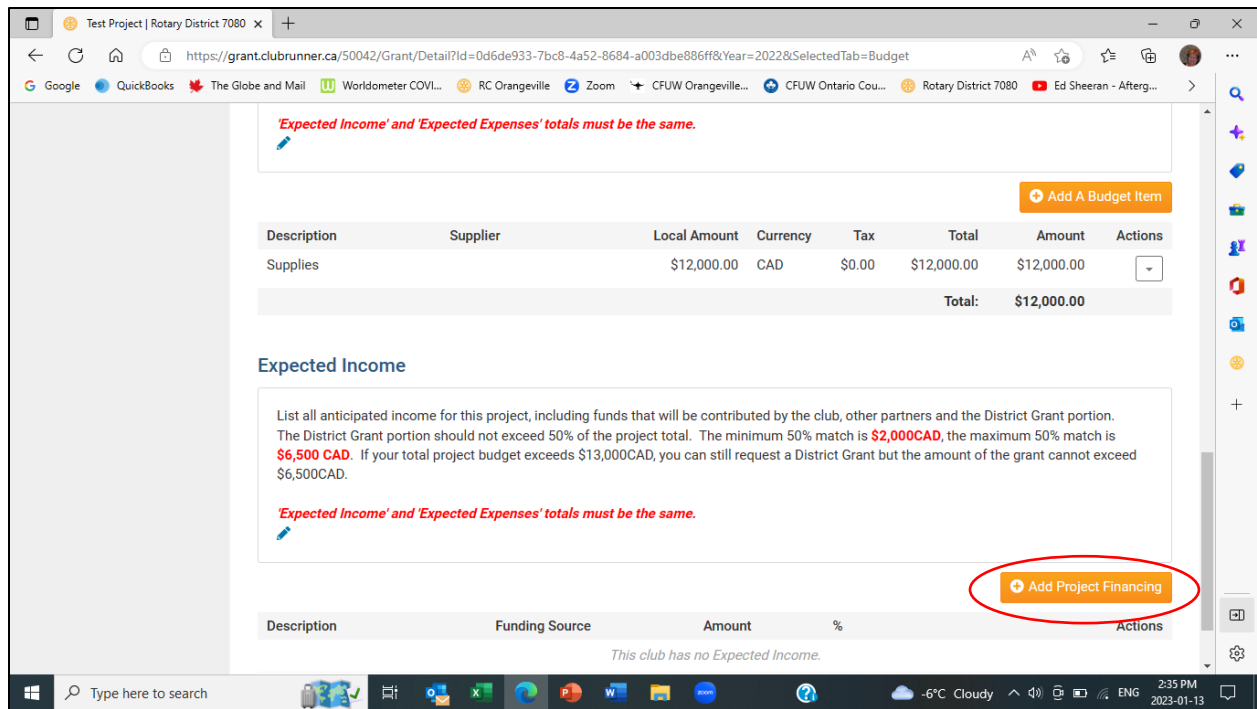 Test Project | Rotary District 7080
https://grant.clubrunner.ca/50042/Grant/Detail?Id=0d6de933-7bc8-4a52-8684-a003dbe886ff&Year=2022&SelectedTab=Budget
Google QuickBooks The Globe and Mail Worldometer COVI... RC Orangeville Zoom CFUW Orangeville... CFUW Ontario Cou... Rotary District 7080 Ed Sheeran - Afterg...
'Expected Income' and 'Expected Expenses' totals must be the same.
Add A Budget Item
Description Supplier Local Amount Currency Tax Total Amount Actions
Supplies $12,000.00 CAD $0.00 $12,000.00 $12,000.00
Total: $12,000.00
Expected Income
List all anticipated income for this project, including funds that will be contributed by the club, other partners and the District Grant portion.
The District Grant portion should not exceed 50% of the project total. The minimum 50% match is $2,000CAD, the maximum 50% match is
$6,500 CAD. If your total project budget exceeds $13,000CAD, you can still request a District Grant but the amount of the grant cannot exceed
$6,500CAD.
'Expected Income' and 'Expected Expenses' totals must be the same.
Add Project Financing
Description Funding Source Amount % Actions
This club has no Expected Income.
Type here to search
-6°C Cloudy ENG 2:35 PM
2023-01-13